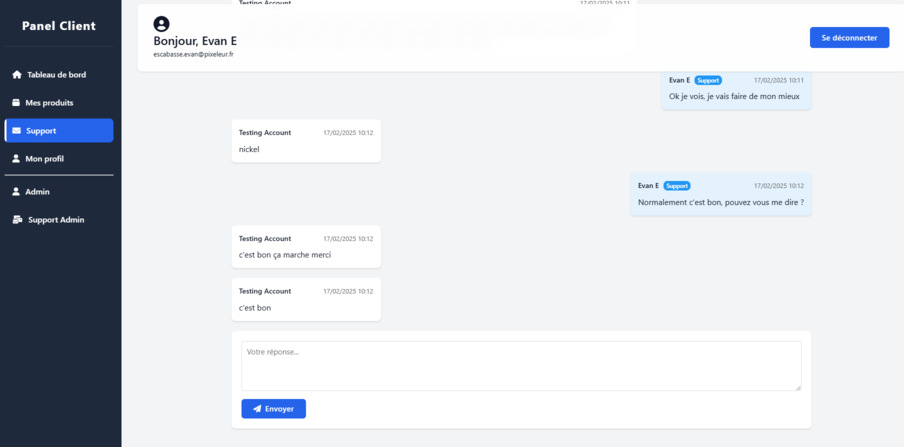 Panel Client
Tableau de bord
Mes produits
Support
Mon profil
Admin
Support Admin
Testing Account 17/02/2025 10:11
Bonjour, Evan E
escabasse.evan@pixeleur.fr
Se déconnecter
Evan E Support 17/02/2025 10:11
Ok je vois, je vais faire de mon mieux
Testing Account 17/02/2025 10:12
nickel
Evan E Support 17/02/2025 10:12
Normalement c'est bon, pouvez vous me dire ?
Testing Account 17/02/2025 10:12
c'est bon ça marche merci
Testing Account 17/02/2025 10:12
c'est bon
Votre réponse...
Envoyer